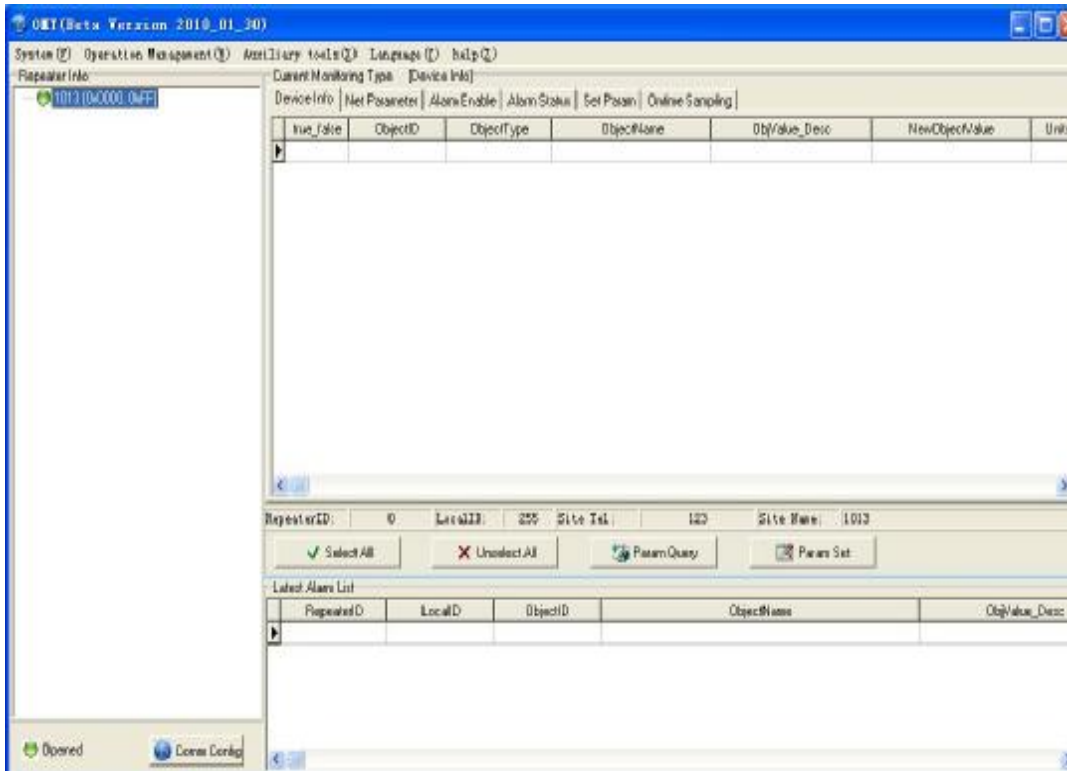 OMT(Beta Version 2010_01_30)
System(F) Operation Management(Y) Auxiliary tools(Z) Language(T) help(Z)
Repeater Info
1013(0x0000, 0xFF)
Current Monitoring Type [Device Info]
Device Info Net Parameter Alarm Enable Alarm Status Set Param Online Sampling
true_false ObjectID ObjectType ObjectName ObjValue_Desc NewObjectValue Unit
RepeaterID: 0 LocalID: 255 Site Tel: 123 Site Name: 1013
Select All Unselect All Param Query Param Set
Latest Alarm List
RepeaterID LocalID ObjectID ObjectName ObjValue_Desc
Opened Comm Config